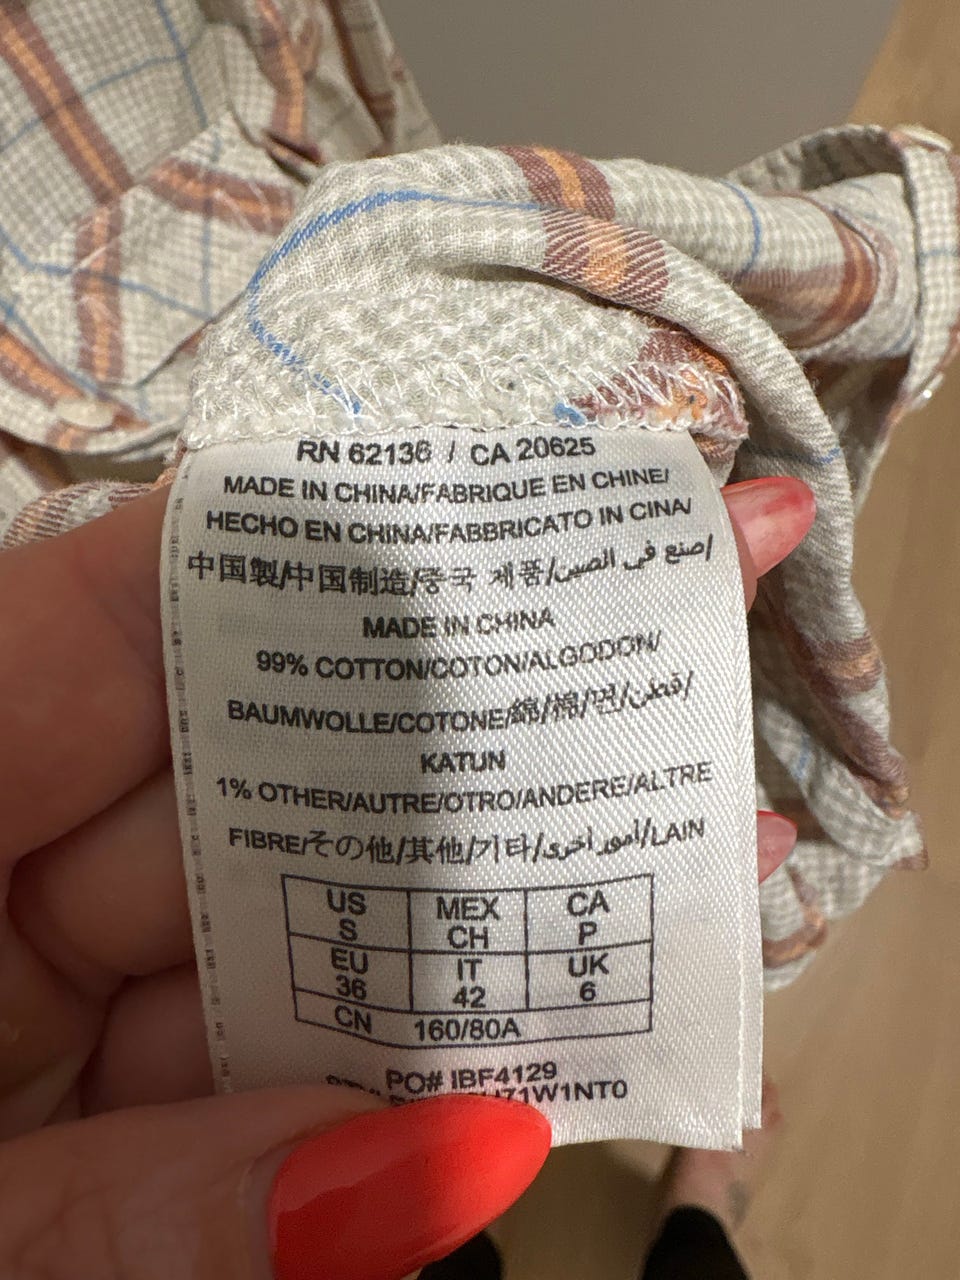 RN 62136 / CA 20625
MADE IN CHINA/FABRIQUE EN CHINE/
HECHO EN CHINA/FABBRICATO IN CINA/
中国製/中国制造/중국 제품/صنع في الصين/
MADE IN CHINA
99% COTTON/COTON/ALGODON/
BAUMWOLLE/COTONE/綿/棉/면/قطن/
KATUN
1% OTHER/AUTRE/OTRO/ANDERE/ALTRE
FIBRE/その他/其他/기타/أمور أخرى/LAIN
US MEX CA
S CH P
EU IT UK
36 42 6
CN 160/80A
PO# IBF4129